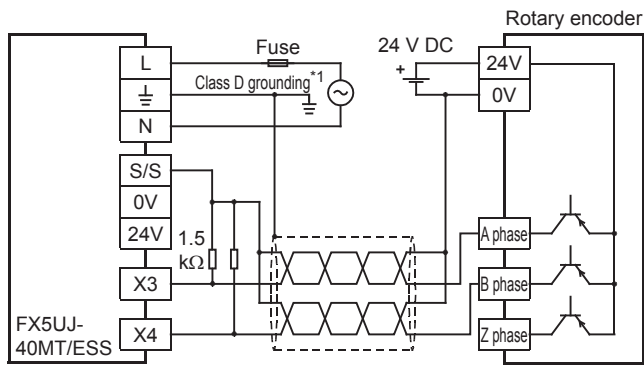 Rotary encoder
24 V DC
+
Fuse
L
Class D grounding*1
N
24V
0V
S/S
0V
24V
1.5
kΩ
X3
X4
FX5UJ-
40MT/ESS
A phase
B phase
Z phase